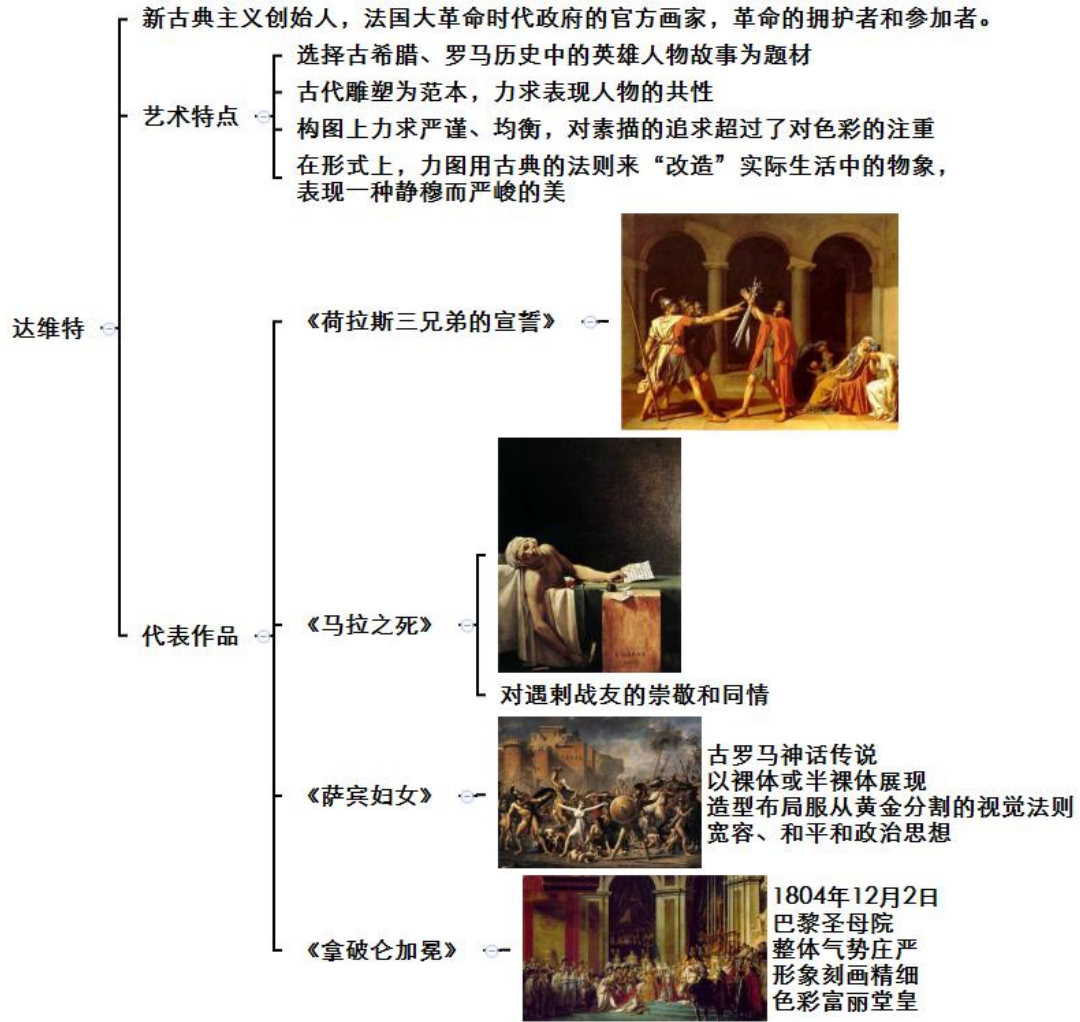 新古典主义创始人，法国大革命时代政府的官方画家，革命的拥护者和参加者。
选择古希腊、罗马历史中的英雄人物故事为题材
古代雕塑为范本，力求表现人物的共性
艺术特点
构图上力求严谨、均衡，对素描的追求超过了对色彩的注重
在形式上，力图用古典的法则来“改造”实际生活中的物象，
表现一种静穆而严峻的美
达维特
《荷拉斯三兄弟的宣誓》
代表作品
《马拉之死》
对遇刺战友的崇敬和同情
《萨宾妇女》
古罗马神话传说
以裸体或半裸体展现
造型布局服从黄金分割的视觉法则
宽容、和平和政治思想
《拿破仑加冕》
1804年12月2日
巴黎圣母院
整体气势庄严
形象刻画精细
色彩富丽堂皇